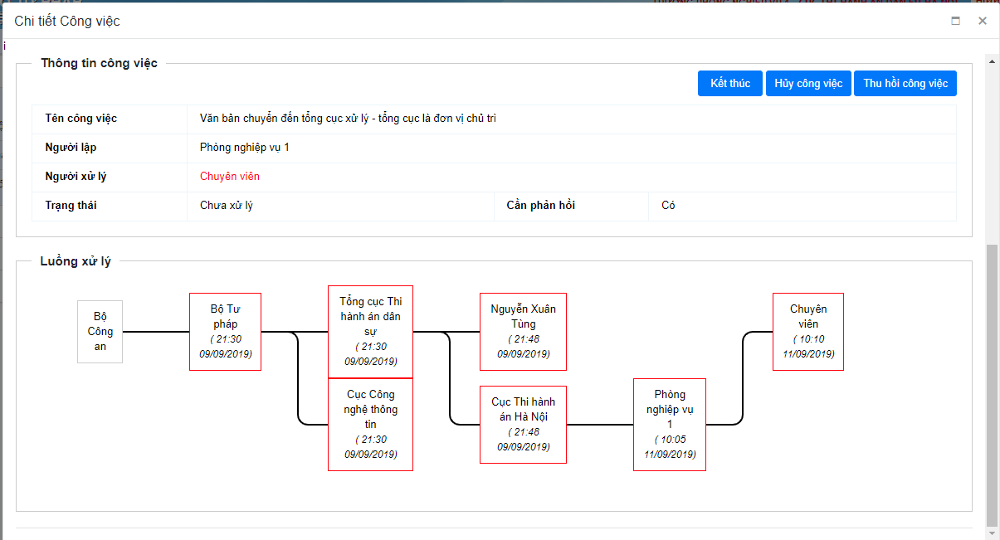 Chi tiết Công việc
i
Thông tin công việc
Kết thúc Hủy công việc Thu hồi công việc
Tên công việc Văn bản chuyển đến tổng cục xử lý - tổng cục là đơn vị chủ trì
Người lập Phòng nghiệp vụ 1
Người xử lý Chuyên viên
Trạng thái Chưa xử lý Cần phản hồi Có
Luồng xử lý
Bộ
Công
an
Bộ Tư
pháp
( 21:30
09/09/2019)
Tổng cục Thi
hành án dân
sự
( 21:30
09/09/2019)
Cục Công
nghệ thông
tin
( 21:30
09/09/2019)
Nguyễn Xuân
Tùng
( 21:48
09/09/2019)
Cục Thi hành
án Hà Nội
( 21:48
09/09/2019)
Phòng
nghiệp vụ
1
( 10:05
11/09/2019)
Chuyên
viên
( 10:10
11/09/2019)